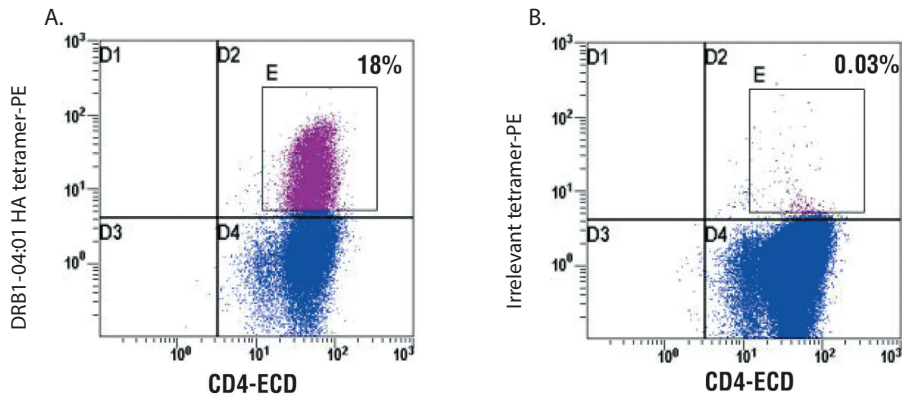 A.
DRB1-04:01 HA tetramer-PE
10³
10²
10¹
10⁰
D1
D2
E
18%
D3
D4
10⁰
10¹
10²
10³
CD4-ECD
B.
Irrelevant tetramer-PE
10³
10²
10¹
10⁰
D1
D2
E
0.03%
D3
D4
10⁰
10¹
10²
10³
CD4-ECD